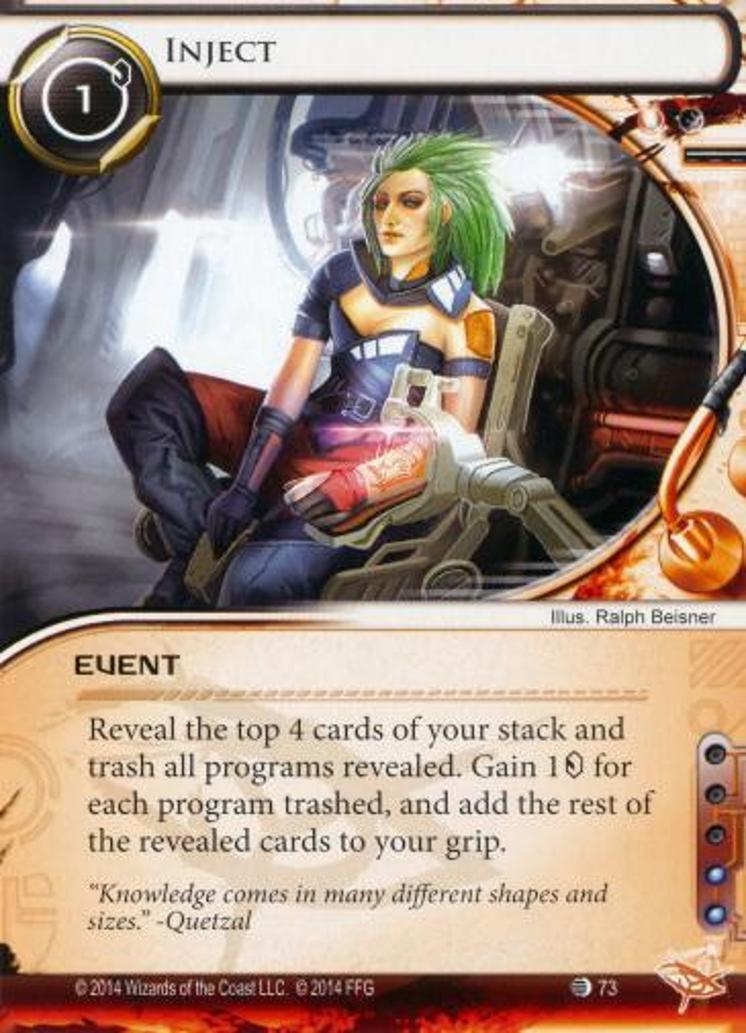 Inject
1
Illus. Ralph Beisner
EVENT
Reveal the top 4 cards of your stack and
trash all programs revealed. Gain 1 for
each program trashed, and add the rest of
the revealed cards to your grip.
“Knowledge comes in many different shapes and
sizes.” -Quetzal
© 2014 Wizards of the Coast LLC. © 2014 FFG
73